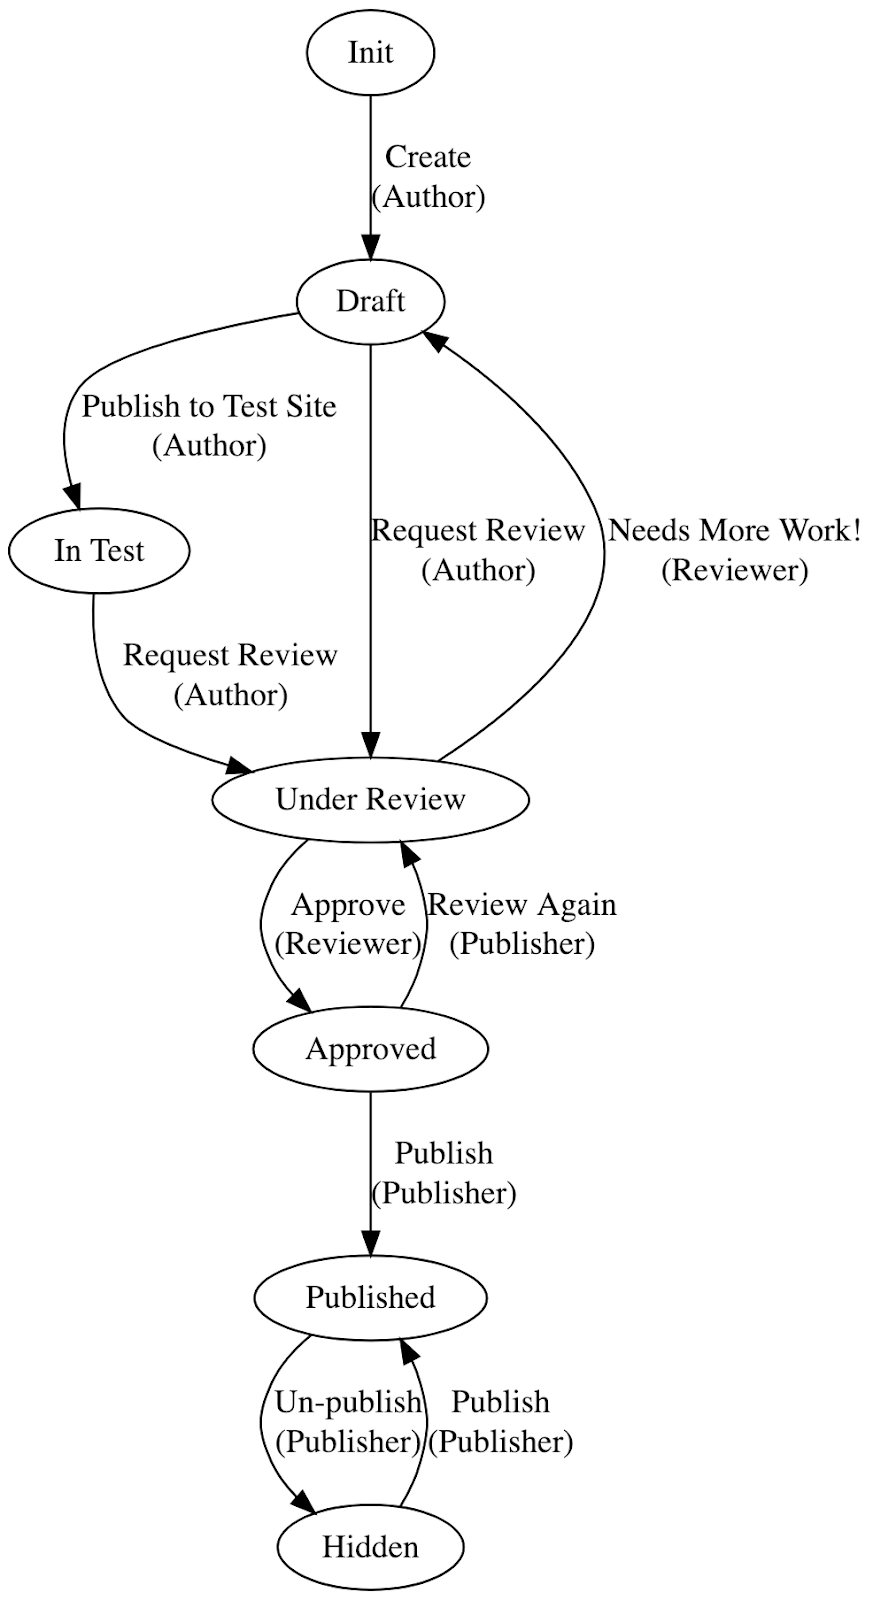 Init
Create
(Author)
Draft
Publish to Test Site
(Author)
In Test
Request Review
(Author)
Needs More Work!
(Reviewer)
Request Review
(Author)
Under Review
Approve
(Reviewer)
Review Again
(Publisher)
Approved
Publish
(Publisher)
Published
Un-publish
(Publisher)
Publish
(Publisher)
Hidden